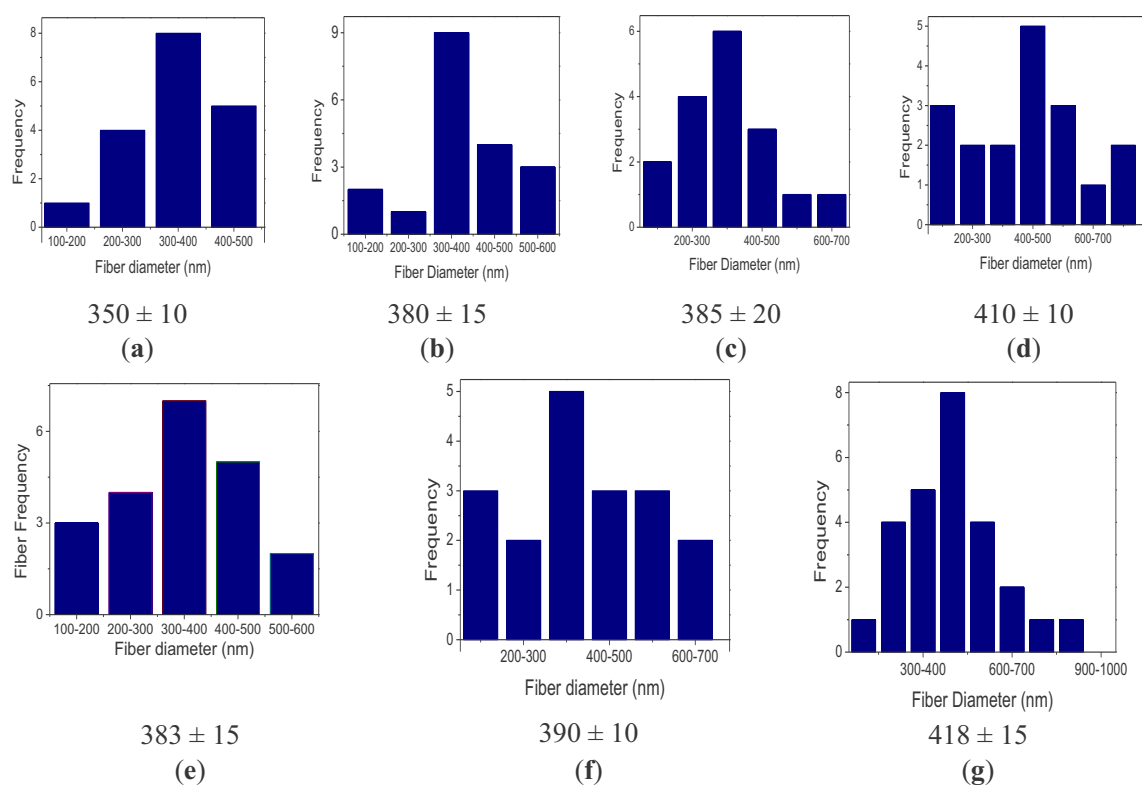 8
6
4
2
0
Frequency
100-200 200-300 300-400 400-500
Fiber diameter (nm)
350 ± 10
(a)
9
6
3
0
Frequency
100-200 200-300 300-400 400-500 500-600
Fiber Diameter (nm)
380 ± 15
(b)
6
4
2
0
Frequency
200-300 400-500 600-700
Fiber Diameter (nm)
385 ± 20
(c)
5
4
3
2
1
0
Frequency
200-300 400-500 600-700
Fiber diameter (nm)
410 ± 10
(d)
6
3
0
Fiber Frequency
100-200 200-300 300-400 400-500 500-600
Fiber diameter (nm)
383 ± 15
(e)
5
4
3
2
1
0
Frequency
200-300 400-500 600-700
Fiber diameter (nm)
390 ± 10
(f)
8
6
4
2
0
Frequency
300-400 600-700 900-1000
Fiber Diameter (nm)
418 ± 15
(g)